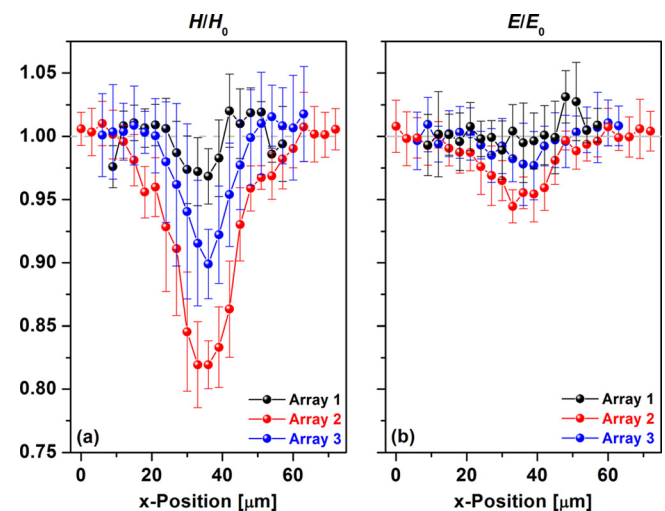 H/H0
E/E0
1.05
1.00
0.95
0.90
0.85
0.80
0.75
Array 1
Array 2
Array 3
(a)
Array 1
Array 2
Array 3
(b)
0 20 40 60
0 20 40 60
x-Position [μm]
x-Position [μm]